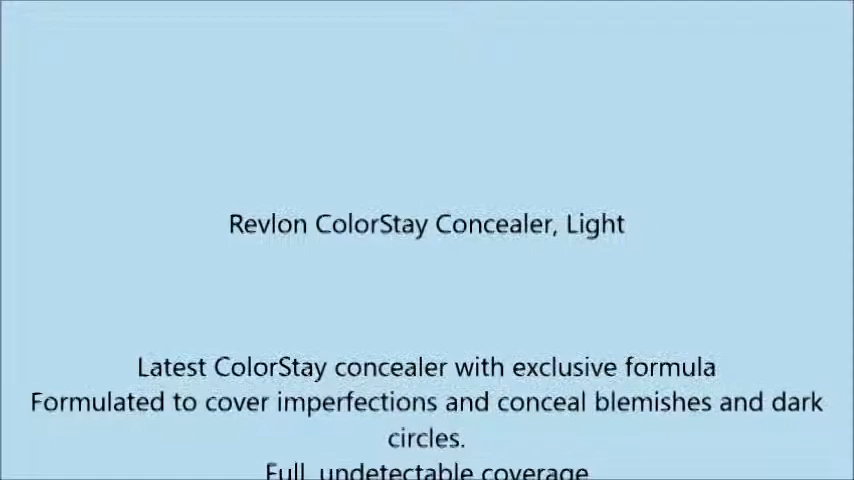 Revlon ColorStay Concealer, Light
Latest ColorStay concealer with exclusive formula
Formulated to cover imperfections and conceal blemishes and dark
circles.
Full, undetectable coverage